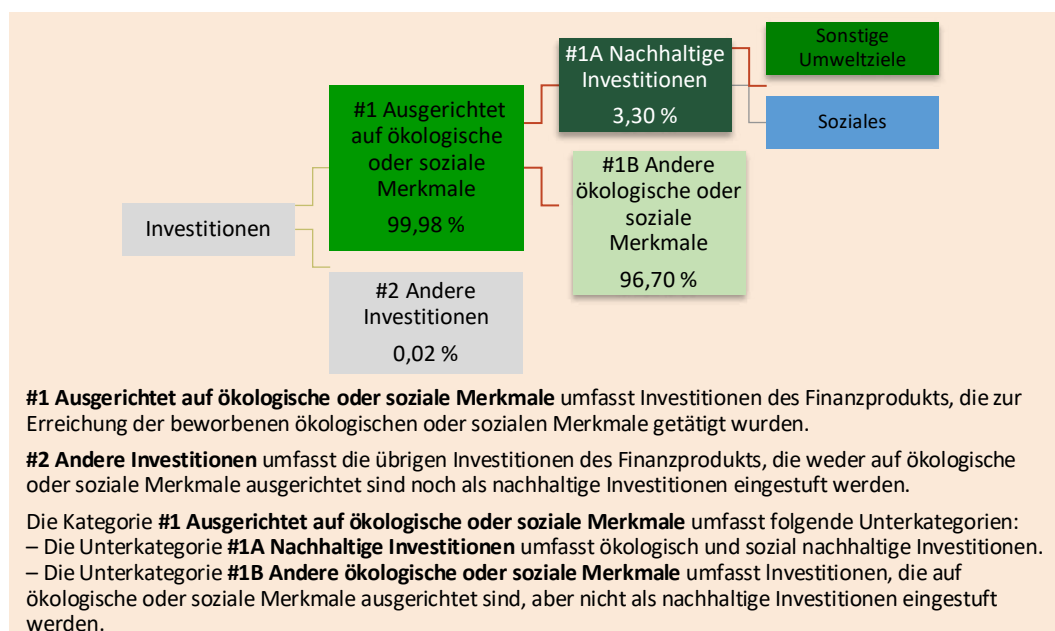 Sonstige
Umweltziele
#1A Nachhaltige
Investitionen
3,30 %
Soziales
#1 Ausgerichtet
auf ökologische
oder soziale
Merkmale
99,98 %
#1B Andere
ökologische oder
soziale
Merkmale
96,70 %
Investitionen
#2 Andere
Investitionen
0,02 %
#1 Ausgerichtet auf ökologische oder soziale Merkmale umfasst Investitionen des Finanzprodukts, die zur
Erreichung der beworbenen ökologischen oder sozialen Merkmale getätigt wurden.
#2 Andere Investitionen umfasst die übrigen Investitionen des Finanzprodukts, die weder auf ökologische
oder soziale Merkmale ausgerichtet sind noch als nachhaltige Investitionen eingestuft werden.
Die Kategorie #1 Ausgerichtet auf ökologische oder soziale Merkmale umfasst folgende Unterkategorien:
– Die Unterkategorie #1A Nachhaltige Investitionen umfasst ökologisch und sozial nachhaltige Investitionen.
– Die Unterkategorie #1B Andere ökologische oder soziale Merkmale umfasst Investitionen, die auf
ökologische oder soziale Merkmale ausgerichtet sind, aber nicht als nachhaltige Investitionen eingestuft
werden.